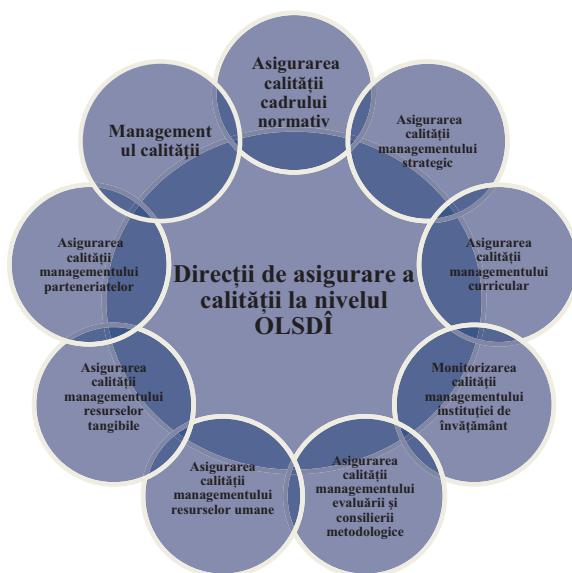 Asigurarea
calității
cadrului
normativ
Asigurarea
calității
managementului
strategic
Asigurarea
calității
managementului
curricular
Monitorizarea
calității
managementului
instituției de
învățământ
Asigurarea
calității
managementului
evaluării și
consilierii
metodologice
Asigurarea
calității
managementului
resurselor umane
Asigurarea
calității
managementului
resurselor
tangibile
Asigurarea
calității
managementului
parteneriatelor
Management
ul calității
Direcții de asigurare a
calității la nivelul
OLSDÎ